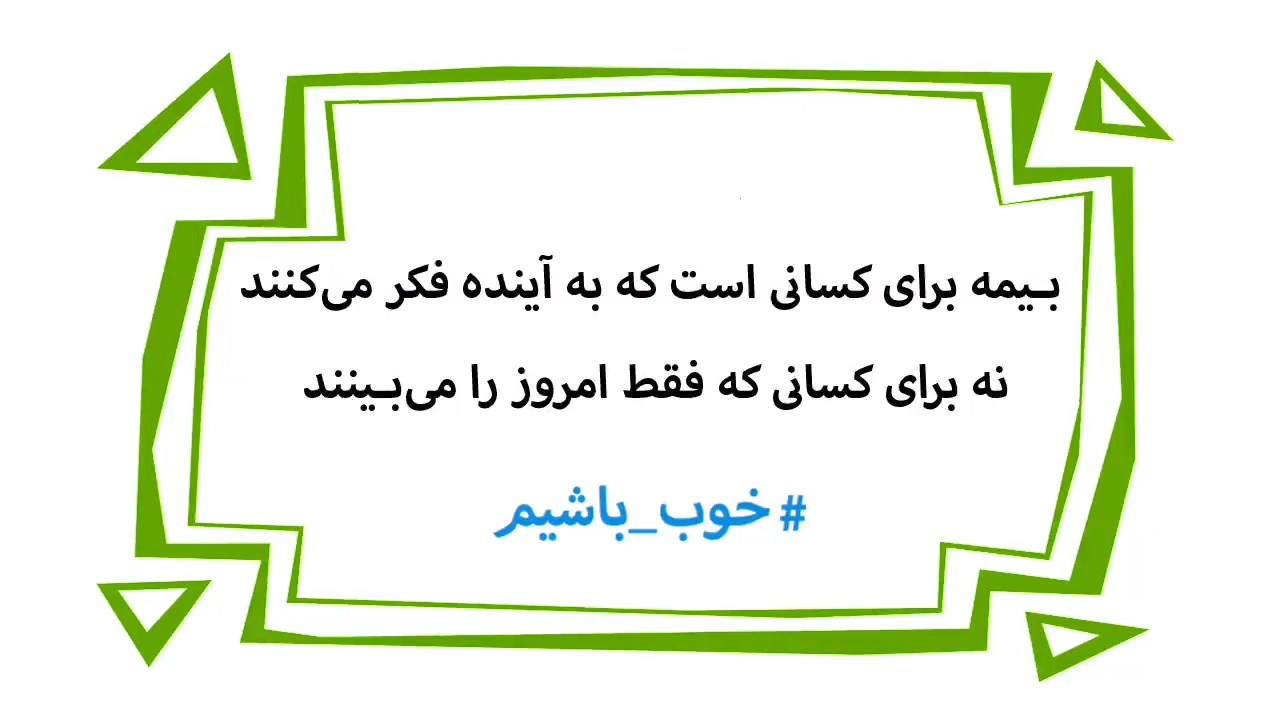 بـیمه برای کسانی است که به آینده فکر می‌کنند
نه برای کسانی که فقط امروز را می‌بـینند
#خوب_باشیم